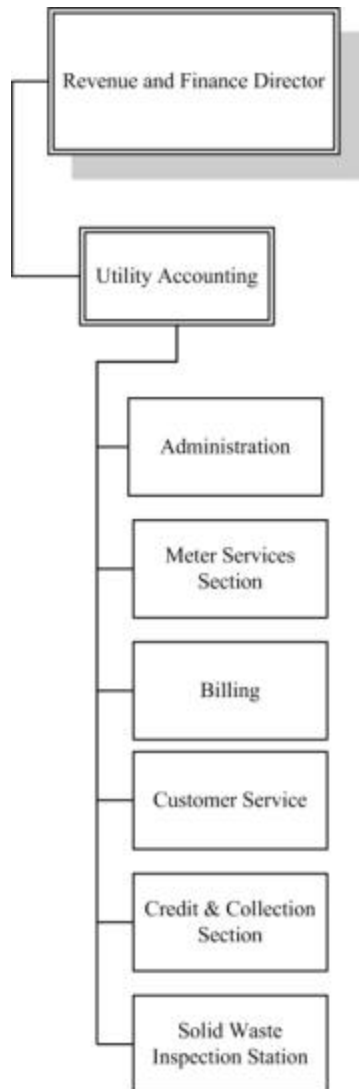 Revenue and Finance Director
Utility Accounting
Administration
Meter Services
Section
Billing
Customer Service
Credit & Collection
Section
Solid Waste
Inspection Station